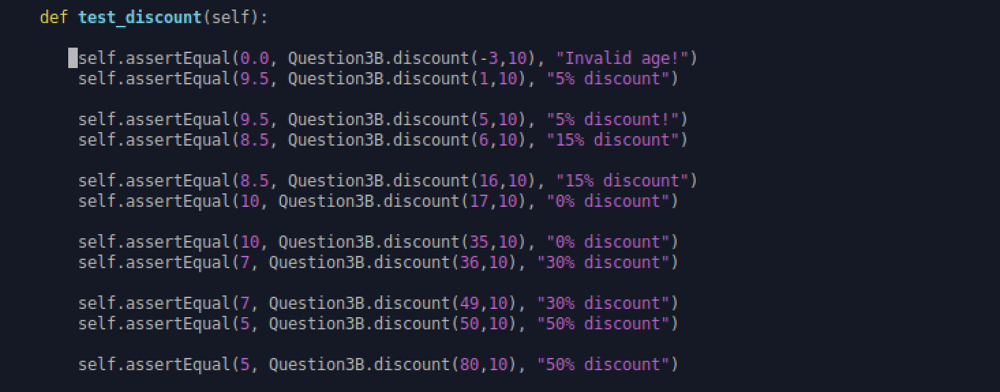 def test_discount(self):
self.assertEqual(0.0, Question3B.discount(-3,10), "Invalid age!")
self.assertEqual(9.5, Question3B.discount(1,10), "5% discount")
self.assertEqual(9.5, Question3B.discount(5,10), "5% discount!")
self.assertEqual(8.5, Question3B.discount(6,10), "15% discount")
self.assertEqual(8.5, Question3B.discount(16,10), "15% discount")
self.assertEqual(10, Question3B.discount(17,10), "0% discount")
self.assertEqual(10, Question3B.discount(35,10), "0% discount")
self.assertEqual(7, Question3B.discount(36,10), "30% discount")
self.assertEqual(7, Question3B.discount(49,10), "30% discount")
self.assertEqual(5, Question3B.discount(50,10), "50% discount")
self.assertEqual(5, Question3B.discount(80,10), "50% discount")